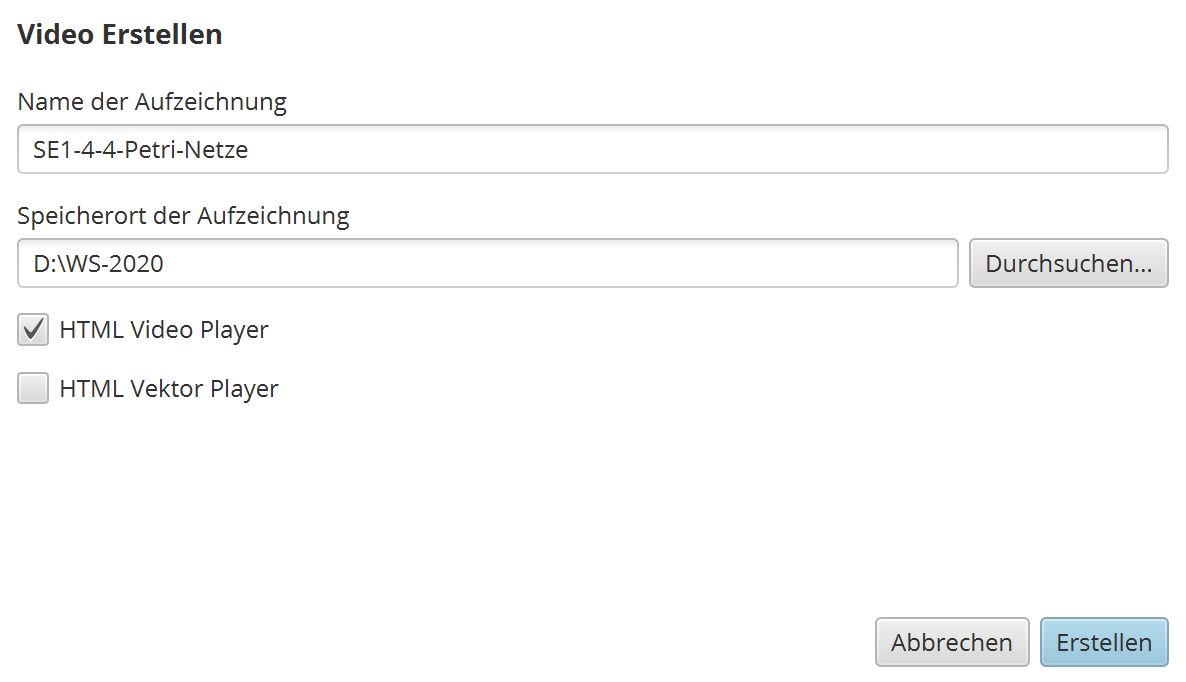 Video Erstellen
Name der Aufzeichnung
SE1-4-4-Petri-Netze
Speicherort der Aufzeichnung
D:\WS-2020
Durchsuchen...
HTML Video Player
HTML Vektor Player
Abbrechen
Erstellen